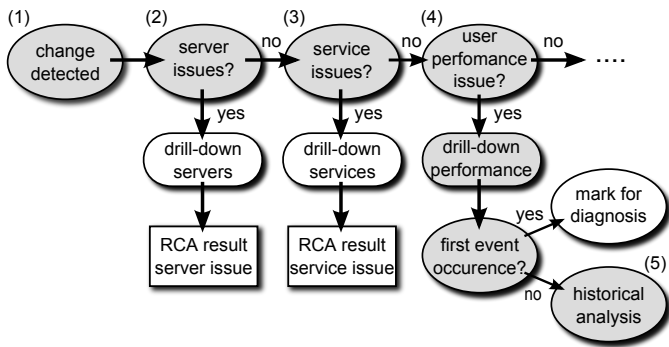 (1)
change
detected
(2)
server
issues?
no
(3)
service
issues?
no
(4)
user
perfomance
issue?
no
....
yes
yes
yes
drill-down
servers
drill-down
services
drill-down
performance
RCA result
server issue
RCA result
service issue
first event
occurence?
yes
mark for
diagnosis
no
(5)
historical
analysis